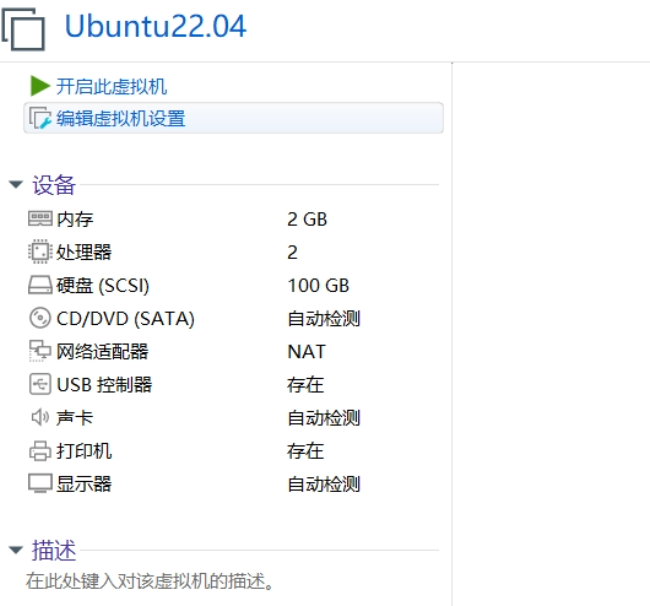 Ubuntu22.04
开启此虚拟机
编辑虚拟机设置
设备
内存 2 GB
处理器 2
硬盘 (SCSI) 100 GB
CD/DVD (SATA) 自动检测
网络适配器 NAT
USB 控制器 存在
声卡 自动检测
打印机 存在
显示器 自动检测
描述
在此处键入对该虚拟机的描述。